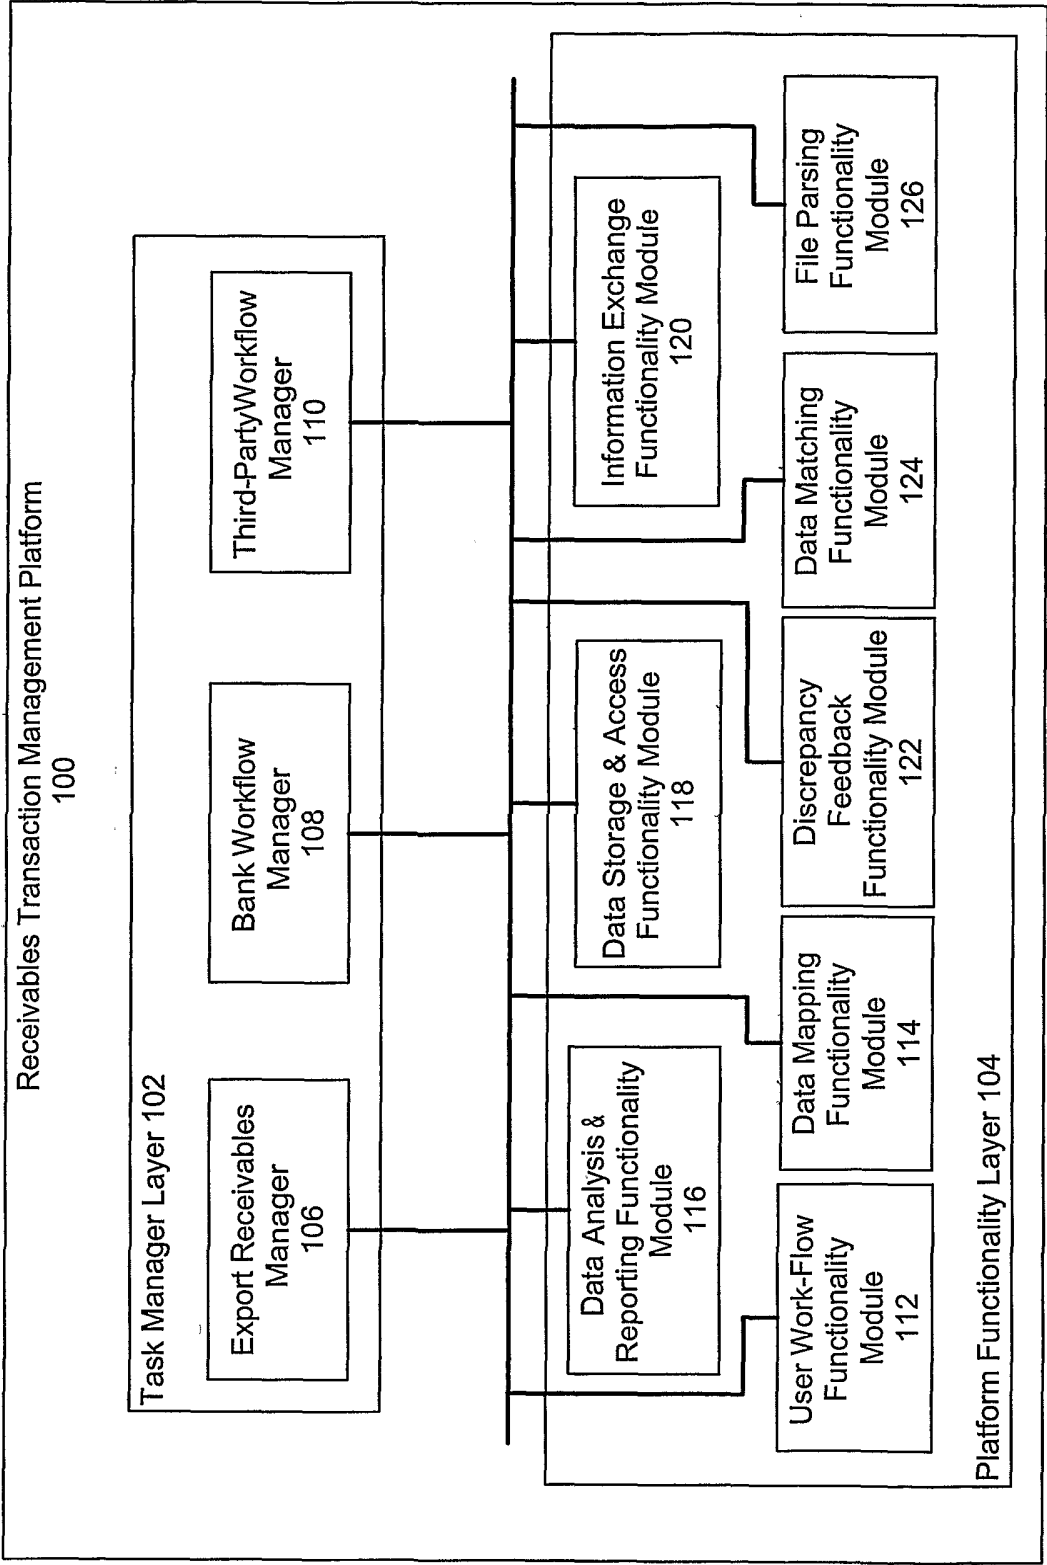 Receivables Transaction Management Platform
100
Task Manager Layer 102
Export Receivables
Manager
106
Bank Workflow
Manager
108
Third-PartyWorkflow
Manager
110
Data Analysis &
Reporting Functionality
Module
116
Data Storage & Access
Functionality Module
118
Information Exchange
Functionality Module
120
User Work-Flow
Functionality
Module
112
Data Mapping
Functionality
Module
114
Discrepancy
Feedback
Functionality Module
122
Data Matching
Functionality
Module
124
File Parsing
Functionality
Module
126
Platform Functionality Layer 104